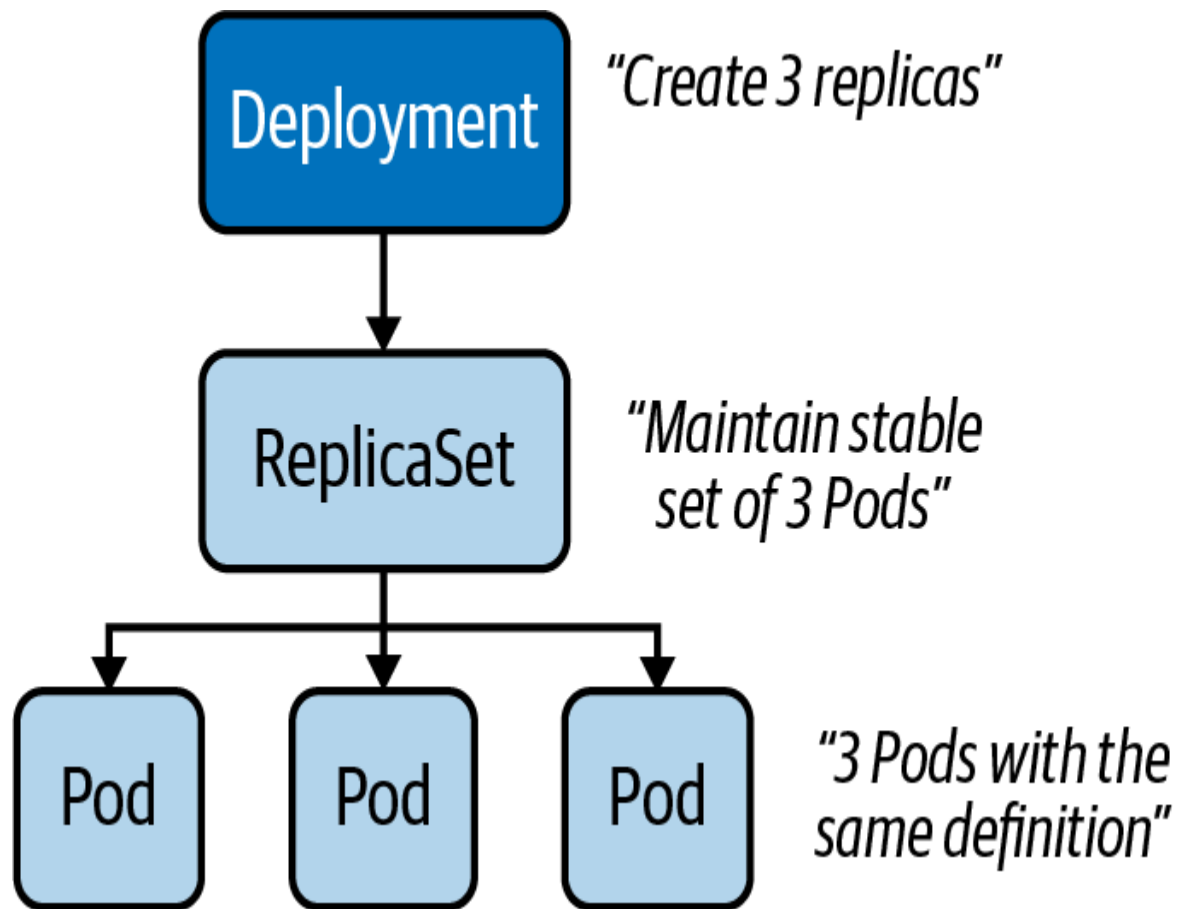 Deployment
“Create 3 replicas”
ReplicaSet
“Maintain stable
set of 3 Pods”
Pod
Pod
Pod
“3 Pods with the
same definition”